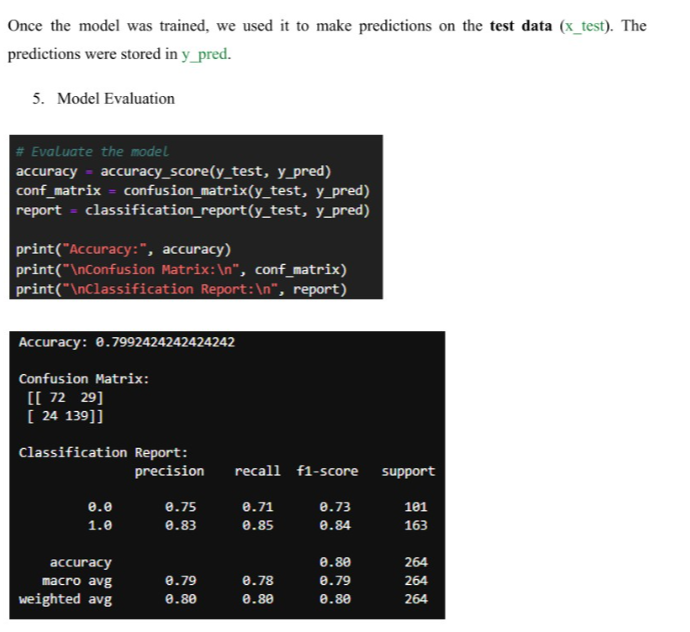 Once the model was trained, we used it to make predictions on the test data (x_test). The
predictions were stored in y_pred.
5. Model Evaluation
# Evaluate the model
accuracy = accuracy_score(y_test, y_pred)
conf_matrix = confusion_matrix(y_test, y_pred)
report = classification_report(y_test, y_pred)
print("Accuracy:", accuracy)
print("\nConfusion Matrix:\n", conf_matrix)
print("\nClassification Report:\n", report)
Accuracy: 0.7992424242424242
Confusion Matrix:
[[ 72 29]
[ 24 139]]
Classification Report:
precision recall f1-score support
0.0 0.75 0.71 0.73 101
1.0 0.83 0.85 0.84 163
accuracy 0.80 264
macro avg 0.79 0.78 0.79 264
weighted avg 0.80 0.80 0.80 264